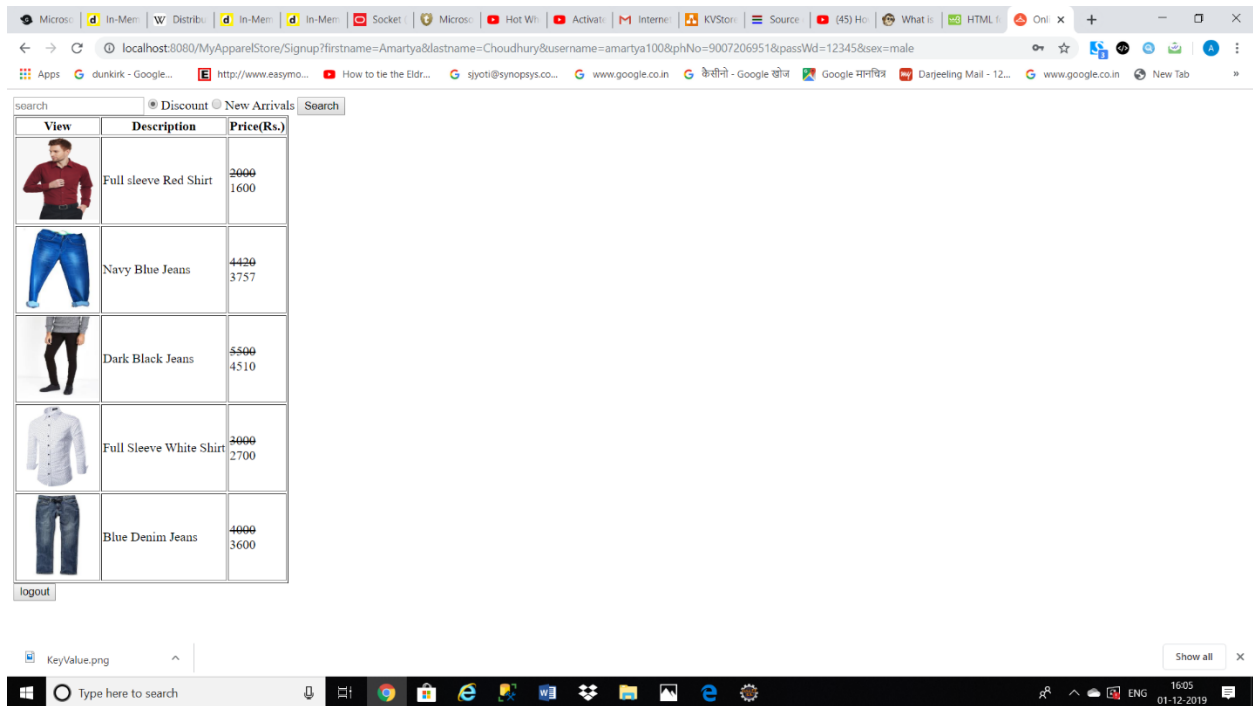 Microso d In-Mem W Distribu d In-Mem d In-Mem Socket Microso Hot Wh Activate M Internet KVStore Source (45) Ho What is HTML Onli
localhost:8080/MyApparelStore/Signup?firstname=Amartya&lastname=Choudhury&username=amartya100&phNo=9007206951&passWd=12345&sex=male A
Apps dunkirk - Google... E http://www.easymo... How to tie the Eldr... sjyoti@synopsys.co... www.google.co.in कैसीनो - Google खोज Google मानचित्र Darjeeling Mail - 12... www.google.co.in New Tab »
search Discount New Arrivals Search
View Description Price(Rs.)
Full sleeve Red Shirt 2000
1600
Navy Blue Jeans 4420
3757
Dark Black Jeans 5500
4510
Full Sleeve White Shirt 3000
2700
Blue Denim Jeans 4000
3600
logout
KeyValue.png Show all
Type here to search ENG 16:05
01-12-2019